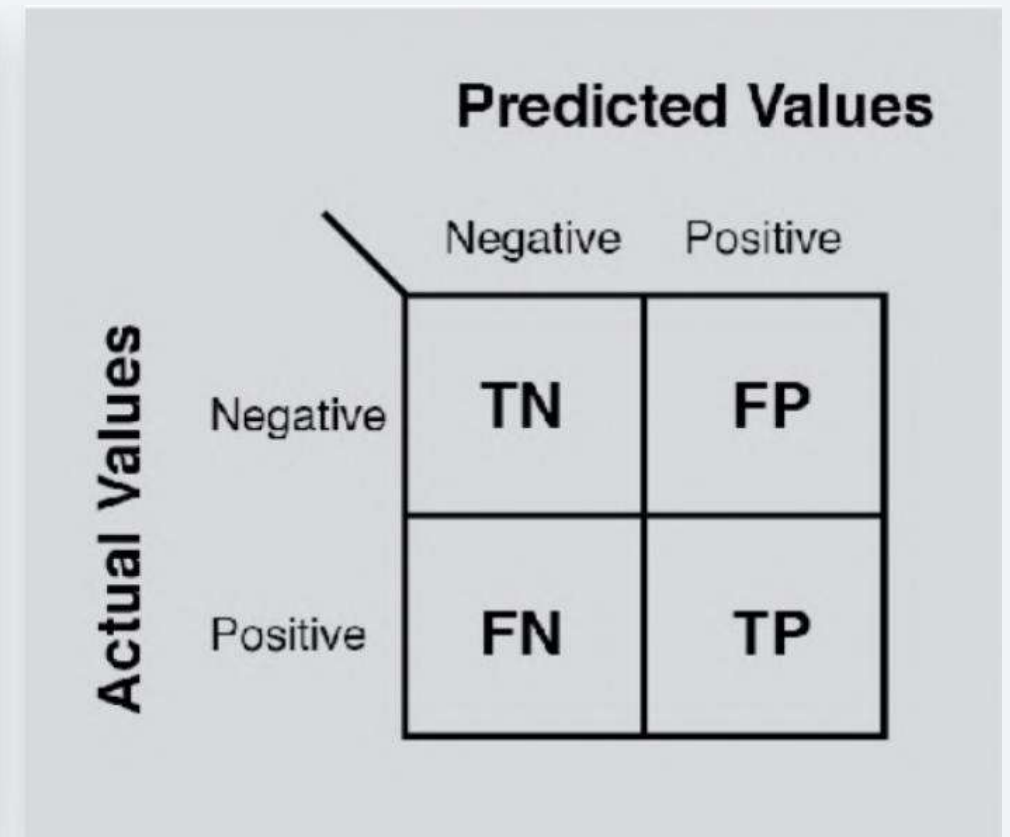 Predicted Values
Negative Positive
Actual Values
Negative TN FP
Positive FN TP